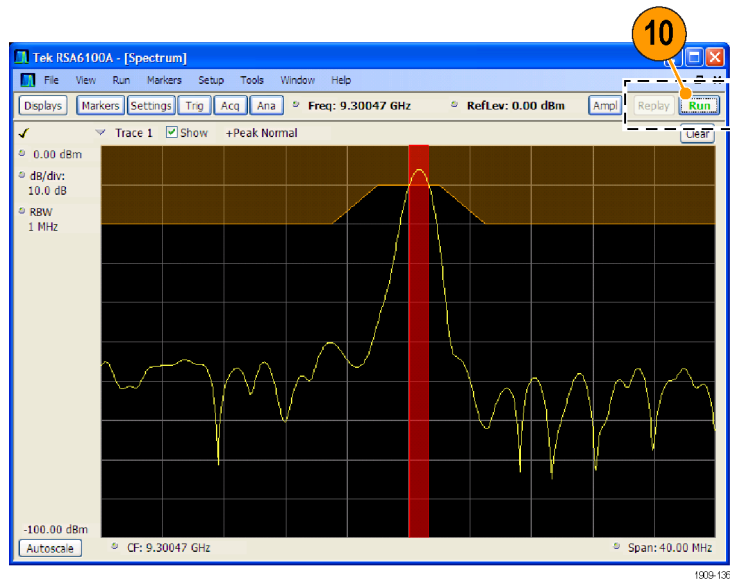 10
Tek RSA6100A - [Spectrum]
File View Run Markers Setup Tools Window Help
Displays Markers Settings Trig Acq Ana Freq: 9.30047 GHz RefLev: 0.00 dBm Ampl Replay Run
Trace 1 Show +Peak Normal Clear
0.00 dBm
dB/div:
10.0 dB
RBW
1 MHz
-100.00 dBm
Autoscale CF: 9.30047 GHz Span: 40.00 MHz
1909-136